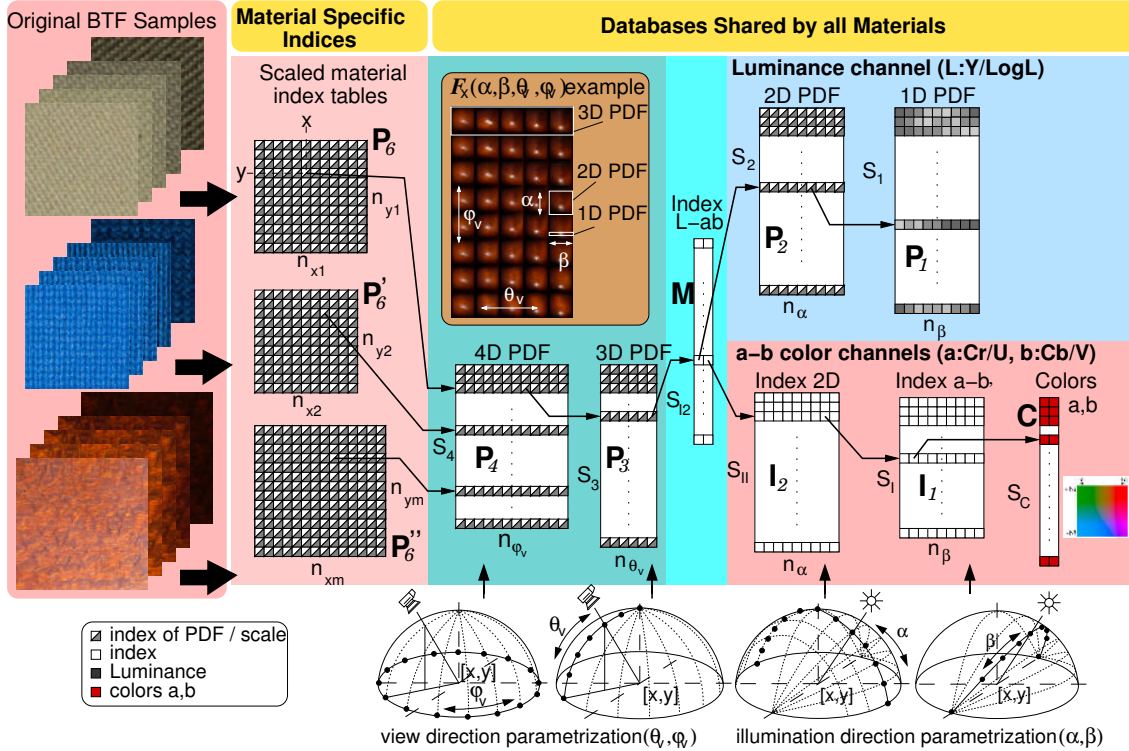 Original BTF Samples
Material Specific
Indices
Databases Shared by all Materials
Scaled material
index tables
x
y
P6
ny1
nx1
P6'
ny2
nx2
nym
P6''
nxm
Fx(α,β,θv,φv) example
3D PDF
2D PDF
1D PDF
α
φv
β
θv
4D PDF
3D PDF
S4
P4
S3
P3
nφv
nθv
Index
L-ab
M
SI2
Luminance channel (L:Y/LogL)
2D PDF
1D PDF
S2
S1
P2
P1
nα
nβ
a-b color channels (a:Cr/U, b:Cb/V)
Index 2D
Index a-b
Colors
a,b
C
SII
I2
SI
I1
SC
nα
nβ
index of PDF / scale
index
Luminance
colors a,b
[x,y]
φv
θv
[x,y]
α
[x,y]
β
[x,y]
view direction parametrization(θv,φv)
illumination direction parametrization(α,β)